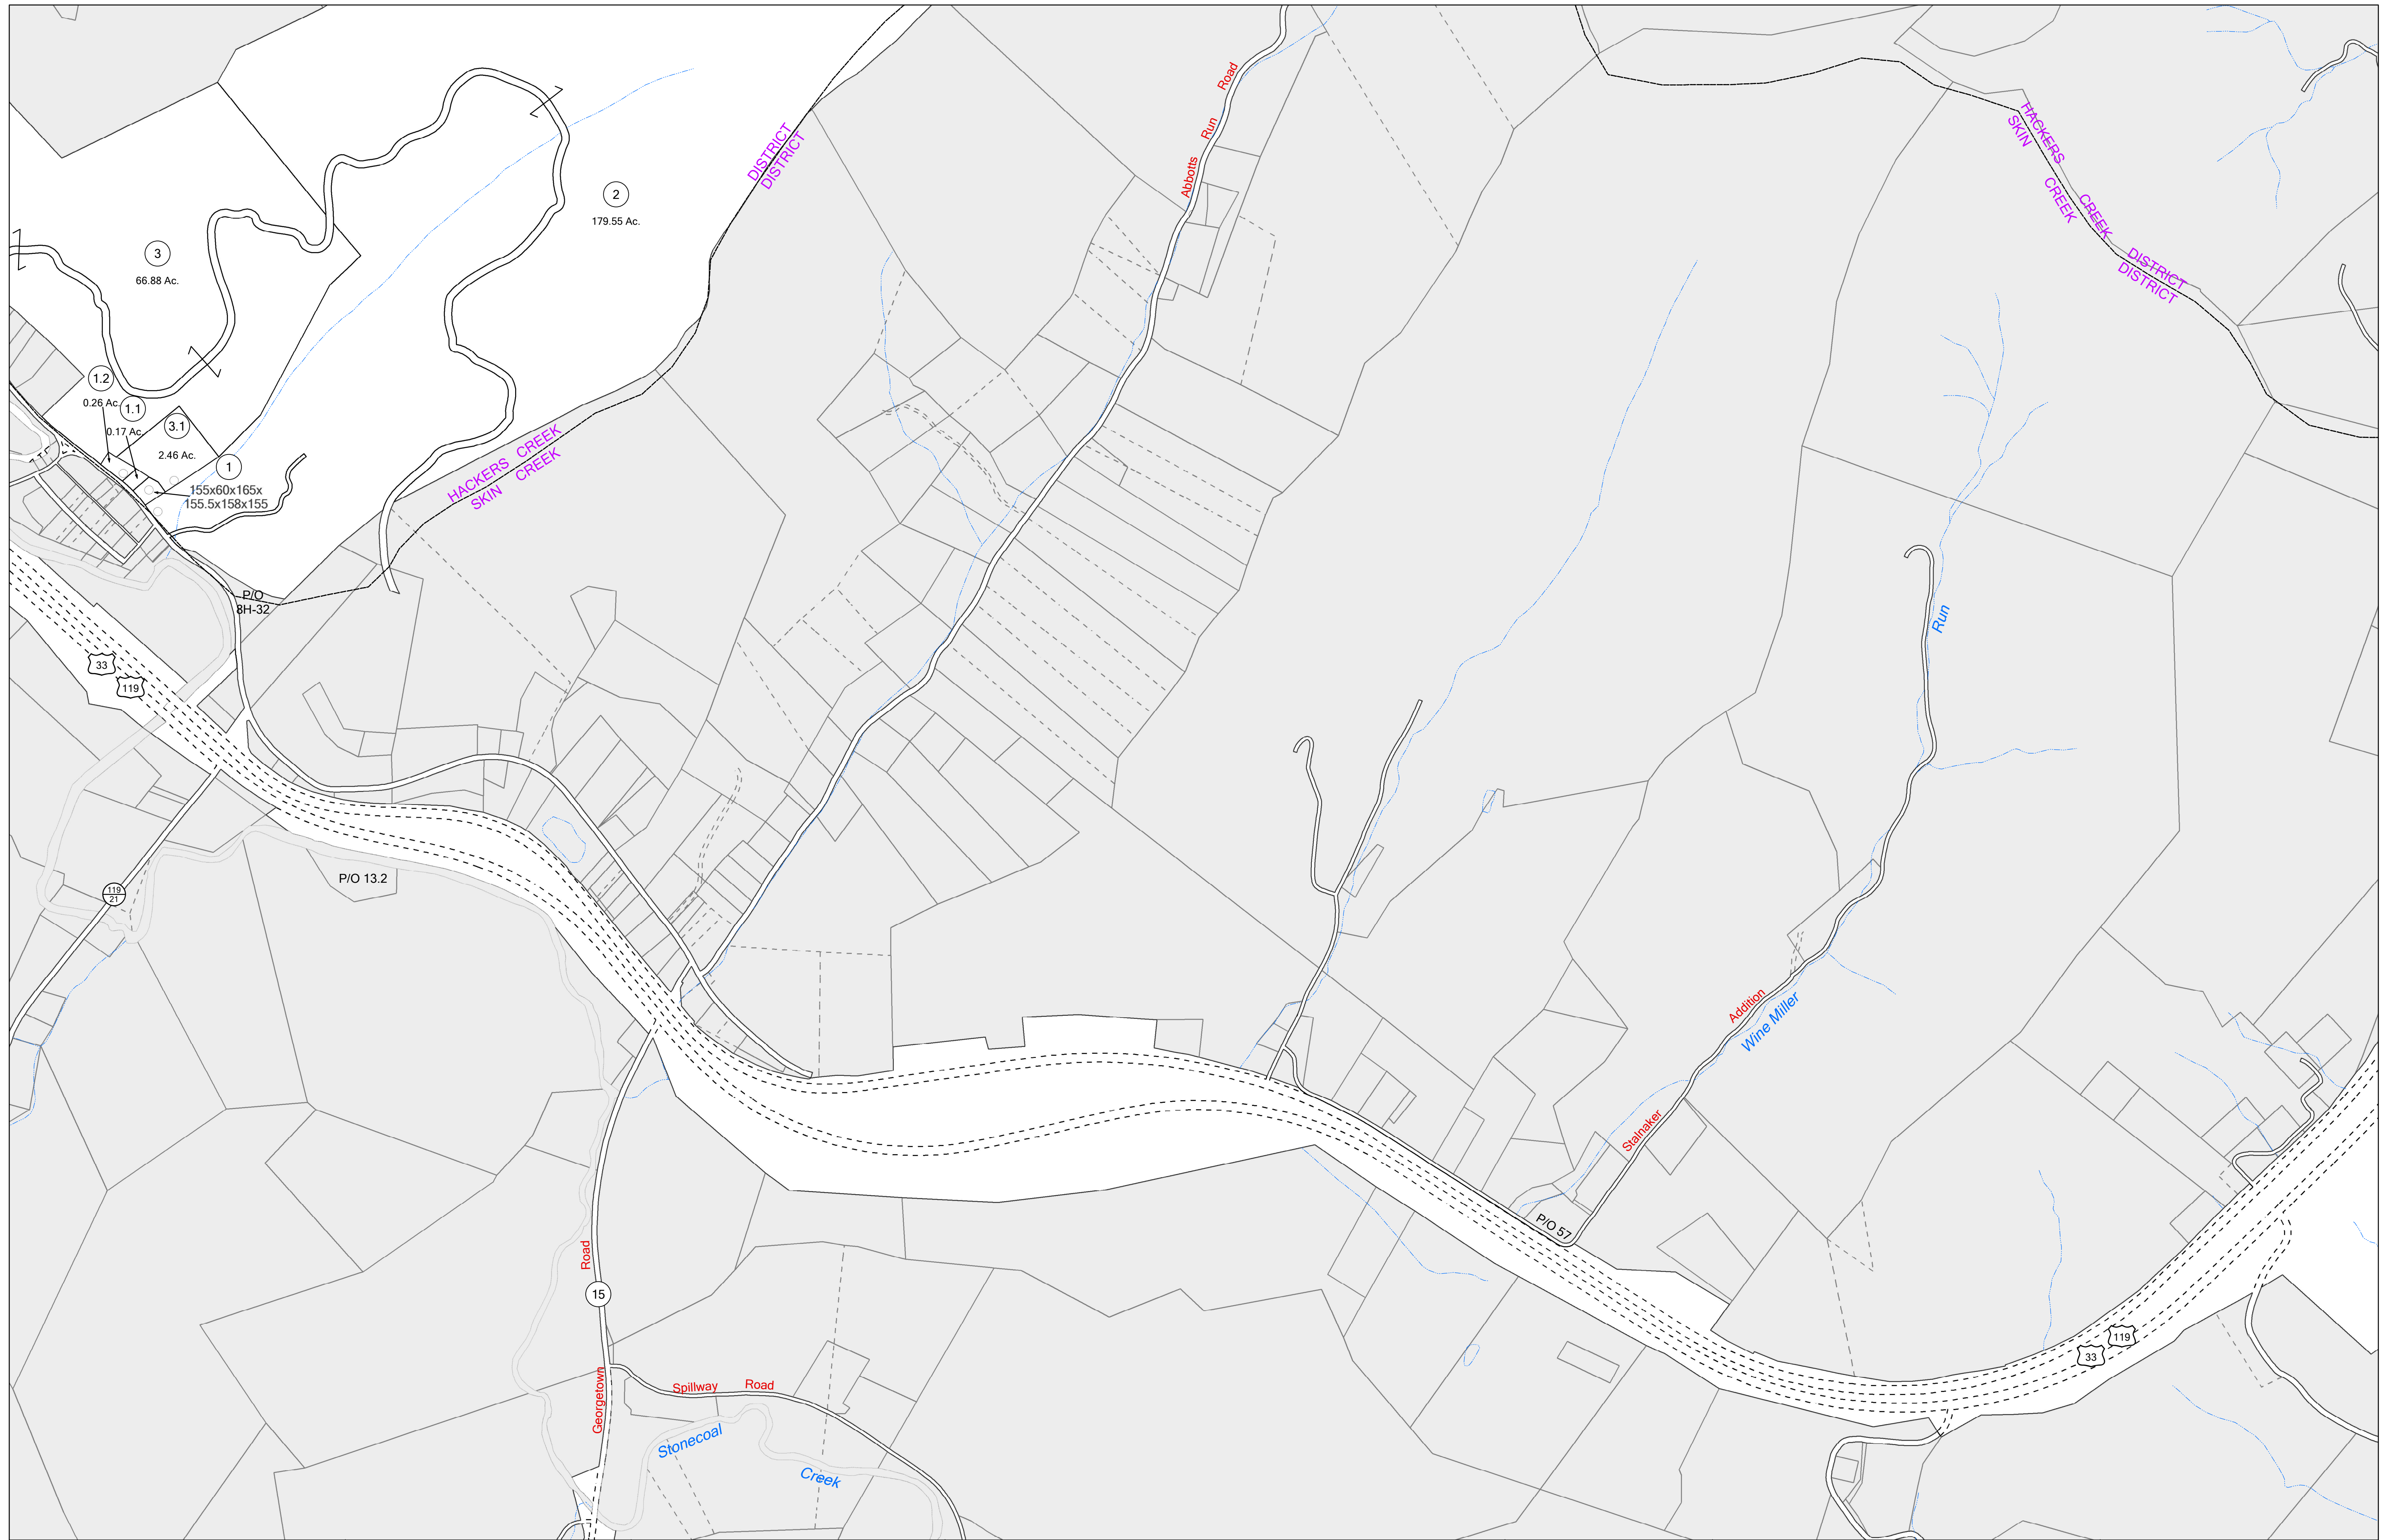 Abbotts Run Road
HACKERS CREEK DISTRICT
SKIN CREEK DISTRICT
2
179.55 Ac.
3
66.88 Ac.
DISTRICT
DISTRICT
1.2
0.26 Ac.
1.1
0.17 Ac.
3.1
2.46 Ac.
1
155x60x165x
155.5x158x155
HACKERS CREEK
SKIN CREEK
P/O
8H-32
33
119
Run
P/O 13.2
119
21
Addition
Wine Miller
Stalnaker
P/O 57
Road
15
Georgetown
Spillway Road
Stonecoal
Creek
119
33